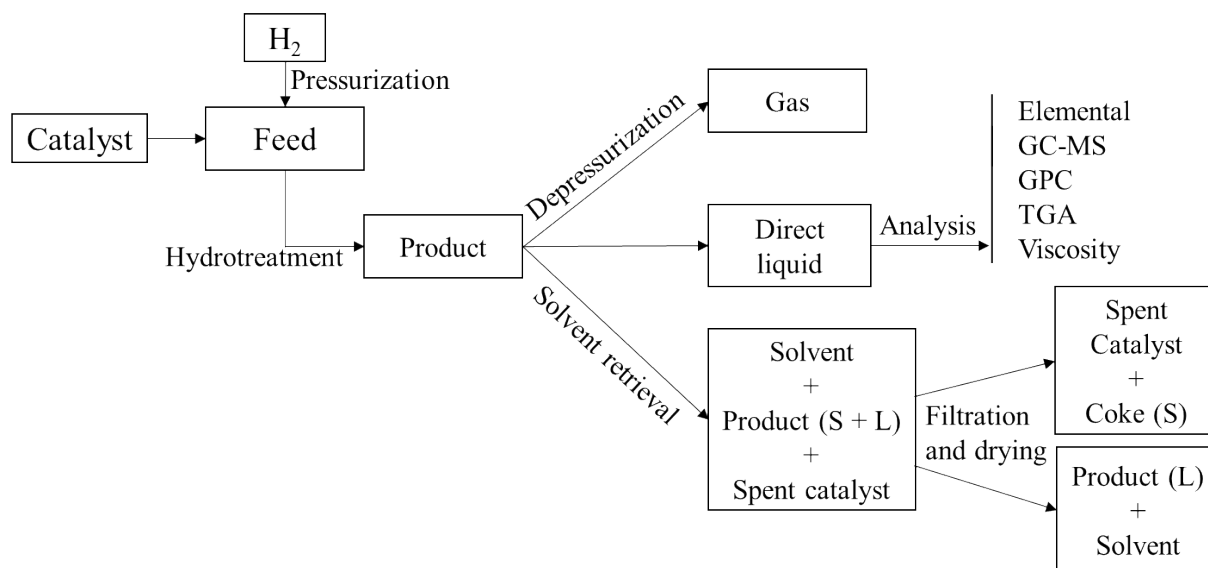 H₂
Pressurization
Catalyst
Feed
Hydrotreatment
Product
Depressurization
Gas
Direct
liquid
Analysis
Elemental
GC-MS
GPC
TGA
Viscosity
Solvent retrieval
Solvent
+
Product (S + L)
+
Spent catalyst
Filtration
and drying
Spent
Catalyst
+
Coke (S)
Product (L)
+
Solvent